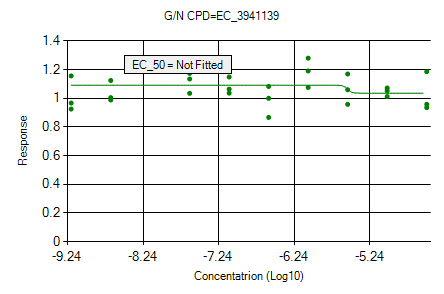 G/N CPD=EC_3941139
1.4
EC_50 = Not Fitted
1.2
1
0.8
0.6
0.4
0.2
0
Response
-9.24 -8.24 -7.24 -6.24 -5.24
Concentatrion (Log10)